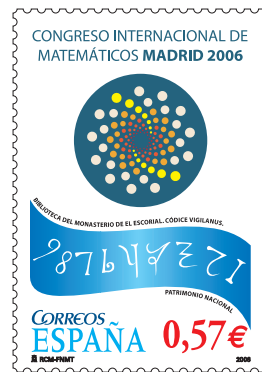 CONGRESO INTERNACIONAL DE
MATEMÁTICOS MADRID 2006
BIBLIOTECA DEL MONASTERIO DE EL ESCORIAL. CÓDICE VIGILANUS.
987654321
PATRIMONIO NACIONAL
CORREOS
ESPAÑA 0,57€
RCM-FNMT 2006